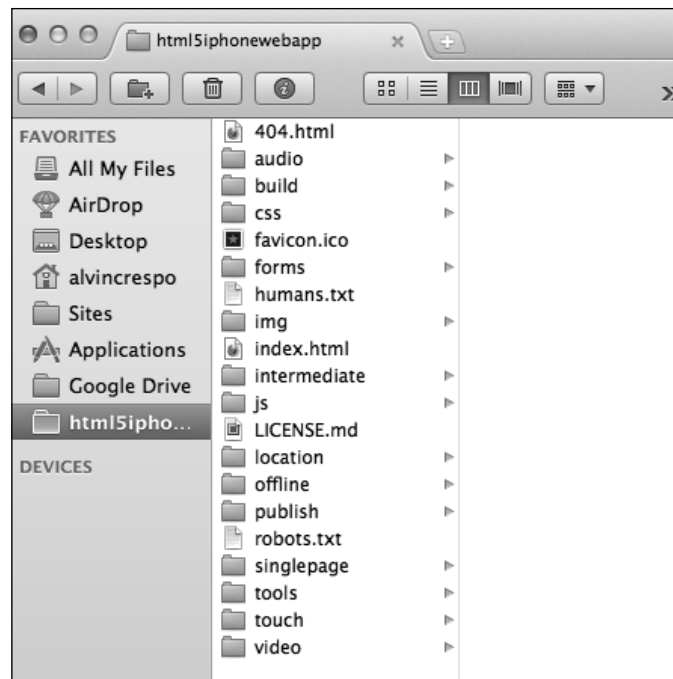 html5iphonewebapp
FAVORITES
All My Files
AirDrop
Desktop
alvincrespo
Sites
Applications
Google Drive
html5ipho...
DEVICES
404.html
audio
build
css
favicon.ico
forms
humans.txt
img
index.html
intermediate
js
LICENSE.md
location
offline
publish
robots.txt
singlepage
tools
touch
video